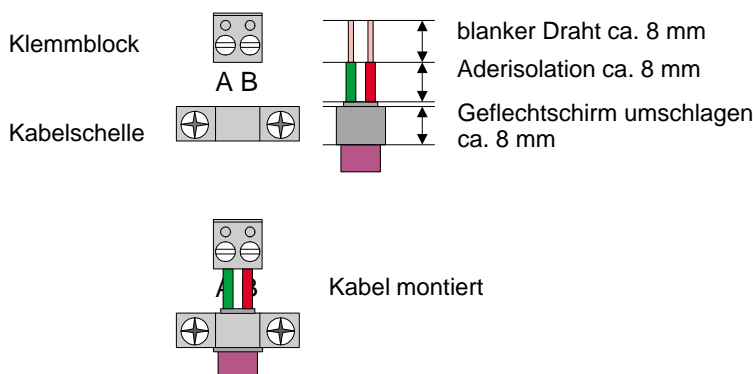 Klemmblock
A B
Kabelschelle
blanker Draht ca. 8 mm
Aderisolation ca. 8 mm
Geflechtschirm umschlagen
ca. 8 mm
A B
Kabel montiert